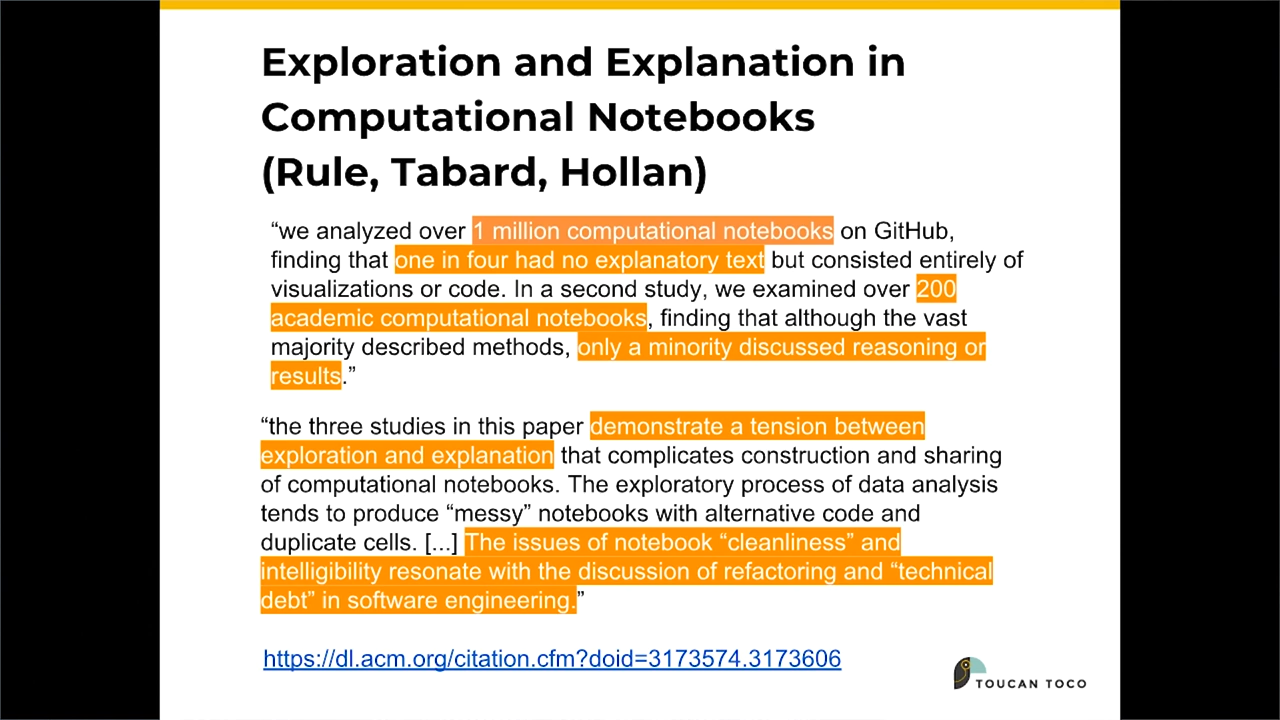 Exploration and Explanation in
Computational Notebooks
(Rule, Tabard, Hollan)
“we analyzed over 1 million computational notebooks on GitHub,
finding that one in four had no explanatory text but consisted entirely of
visualizations or code. In a second study, we examined over 200
academic computational notebooks, finding that although the vast
majority described methods, only a minority discussed reasoning or
results.”
“the three studies in this paper demonstrate a tension between
exploration and explanation that complicates construction and sharing
of computational notebooks. The exploratory process of data analysis
tends to produce “messy” notebooks with alternative code and
duplicate cells. [...] The issues of notebook “cleanliness” and
intelligibility resonate with the discussion of refactoring and “technical
debt” in software engineering.”
https://dl.acm.org/citation.cfm?doid=3173574.3173606
TOUCAN TOCO